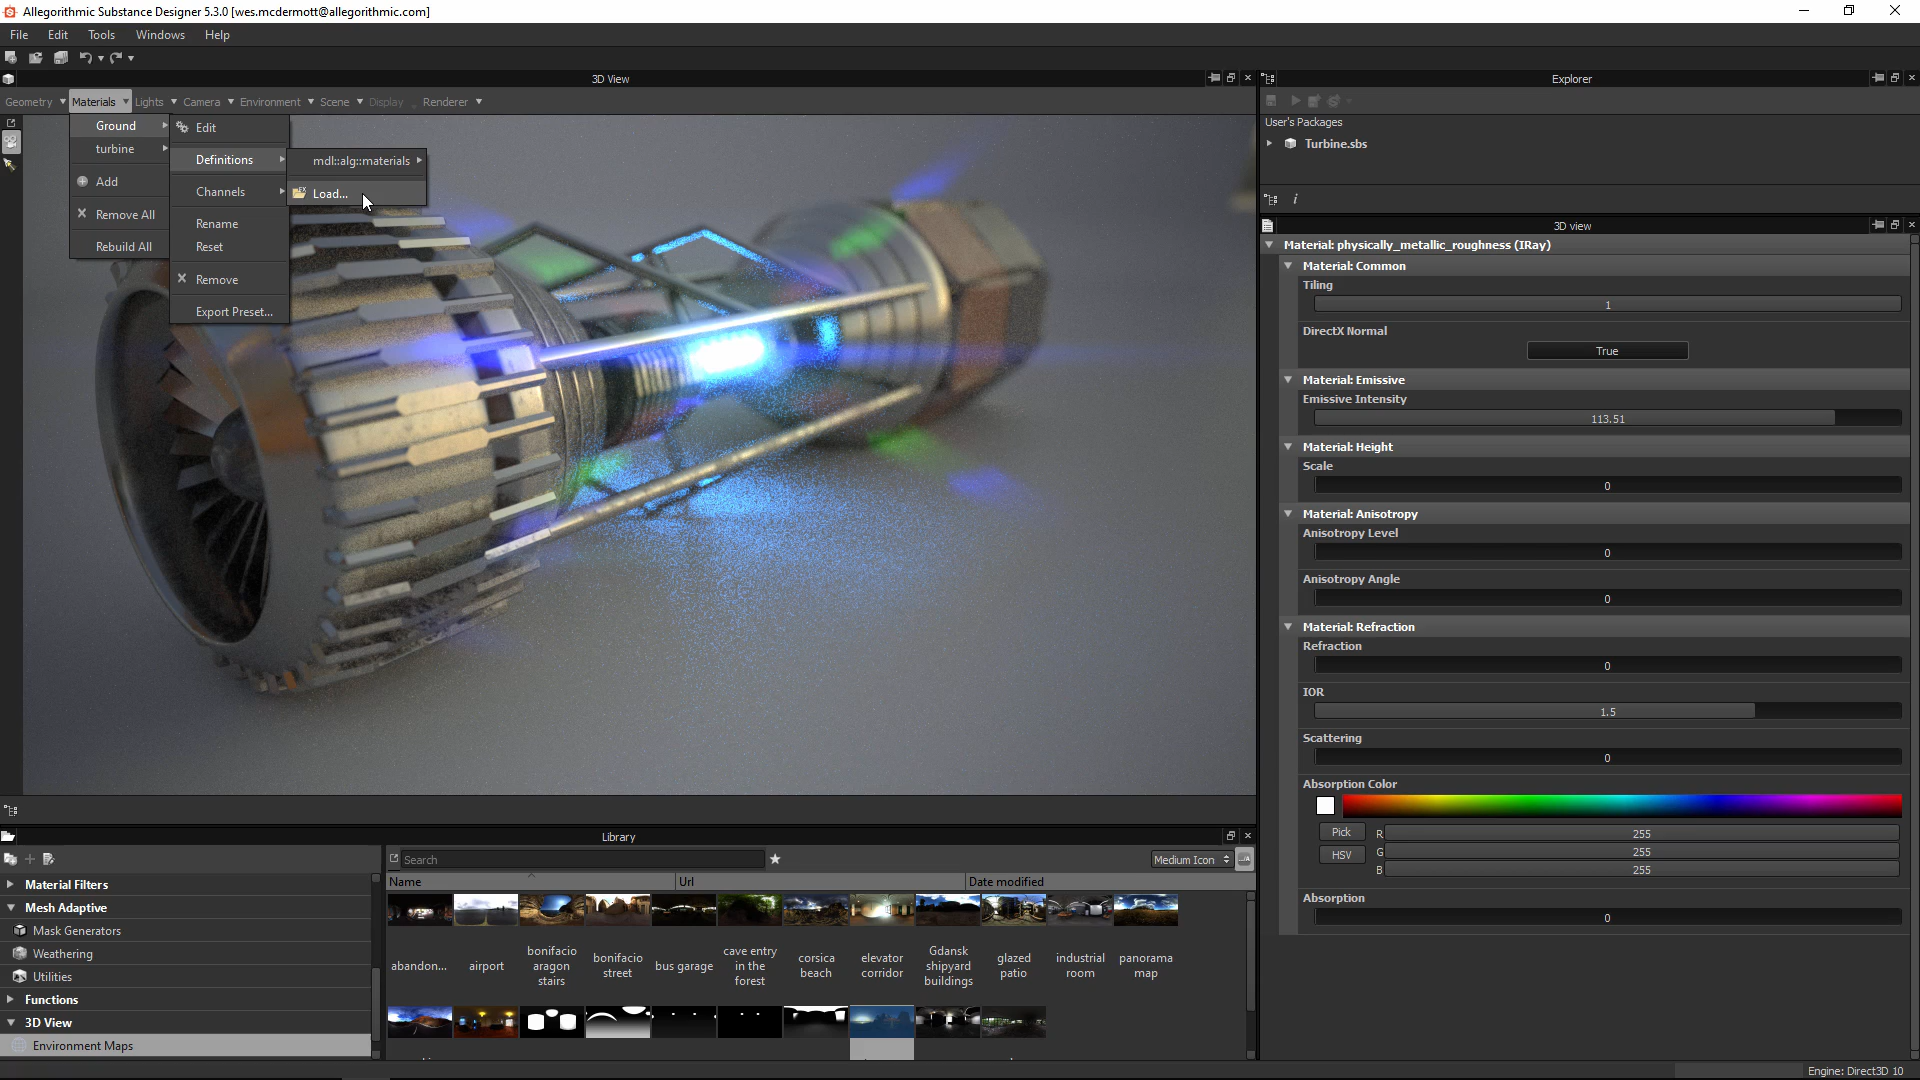 Allegorithmic Substance Designer 5.3.0 [wes.mcdermott@allegorithmic.com]
File Edit Tools Windows Help
3D View
Geometry Materials Lights Camera Environment Scene Display Renderer
Ground
turbine
Add
Remove All
Rebuild All
Edit
Definitions
Channels
Rename
Reset
Remove
Export Preset...
mdl::alg::materials
Load...
Explorer
User's Packages
Turbine.sbs
i
3D view
Material: physically_metallic_roughness (IRay)
Material: Common
Tiling
1
DirectX Normal
True
Material: Emissive
Emissive Intensity
113.51
Material: Height
Scale
0
Material: Anisotropy
Anisotropy Level
0
Anisotropy Angle
0
Material: Refraction
Refraction
0
IOR
1.5
Scattering
0
Absorption Color
Pick R 255
HSV G 255
B 255
Absorption
0
Library
Search Medium Icon
Name Url Date modified
Material Filters
Mesh Adaptive
Mask Generators
Weathering
Utilities
Functions
3D View
Environment Maps
abandon...
airport
bonifacio aragon stairs
bonifacio street
bus garage
cave entry in the forest
corsica beach
elevator corridor
Gdansk shipyard buildings
glazed patio
industrial room
panorama map
Engine: Direct3D 10